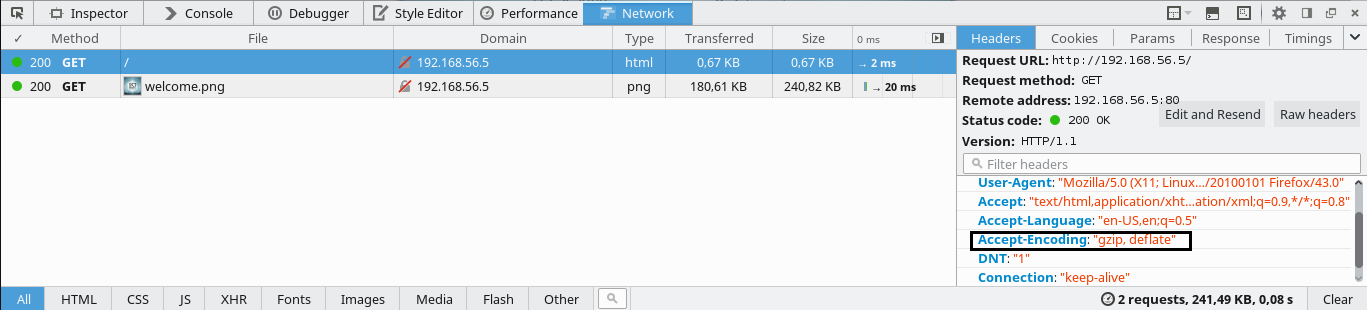 Inspector Console Debugger Style Editor Performance Network
✓ Method File Domain Type Transferred Size 0 ms Headers Cookies Params Response Timings
200 GET / 192.168.56.5 html 0,67 KB 0,67 KB → 2 ms
200 GET welcome.png 192.168.56.5 png 180,61 KB 240,82 KB → 20 ms
Request URL: http://192.168.56.5/
Request method: GET
Remote address: 192.168.56.5:80
Status code: 200 OK
Edit and Resend Raw headers
Version: HTTP/1.1
Filter headers
User-Agent: "Mozilla/5.0 (X11; Linux…/20100101 Firefox/43.0"
Accept: "text/html,application/xht…ation/xml;q=0.9,*/*;q=0.8"
Accept-Language: "en-US,en;q=0.5"
Accept-Encoding: "gzip, deflate"
DNT: "1"
Connection: "keep-alive"
All HTML CSS JS XHR Fonts Images Media Flash Other 2 requests, 241,49 KB, 0,08 s Clear